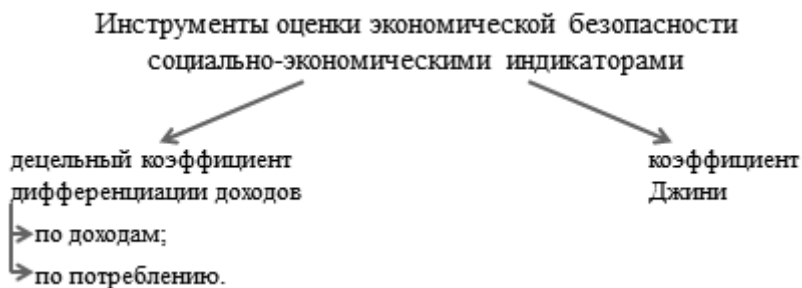 Инструменты оценки экономической безопасности
социально-экономическими индикаторами
децельный коэффициент
дифференциации доходов
по доходам;
по потреблению.
коэффициент
Джини